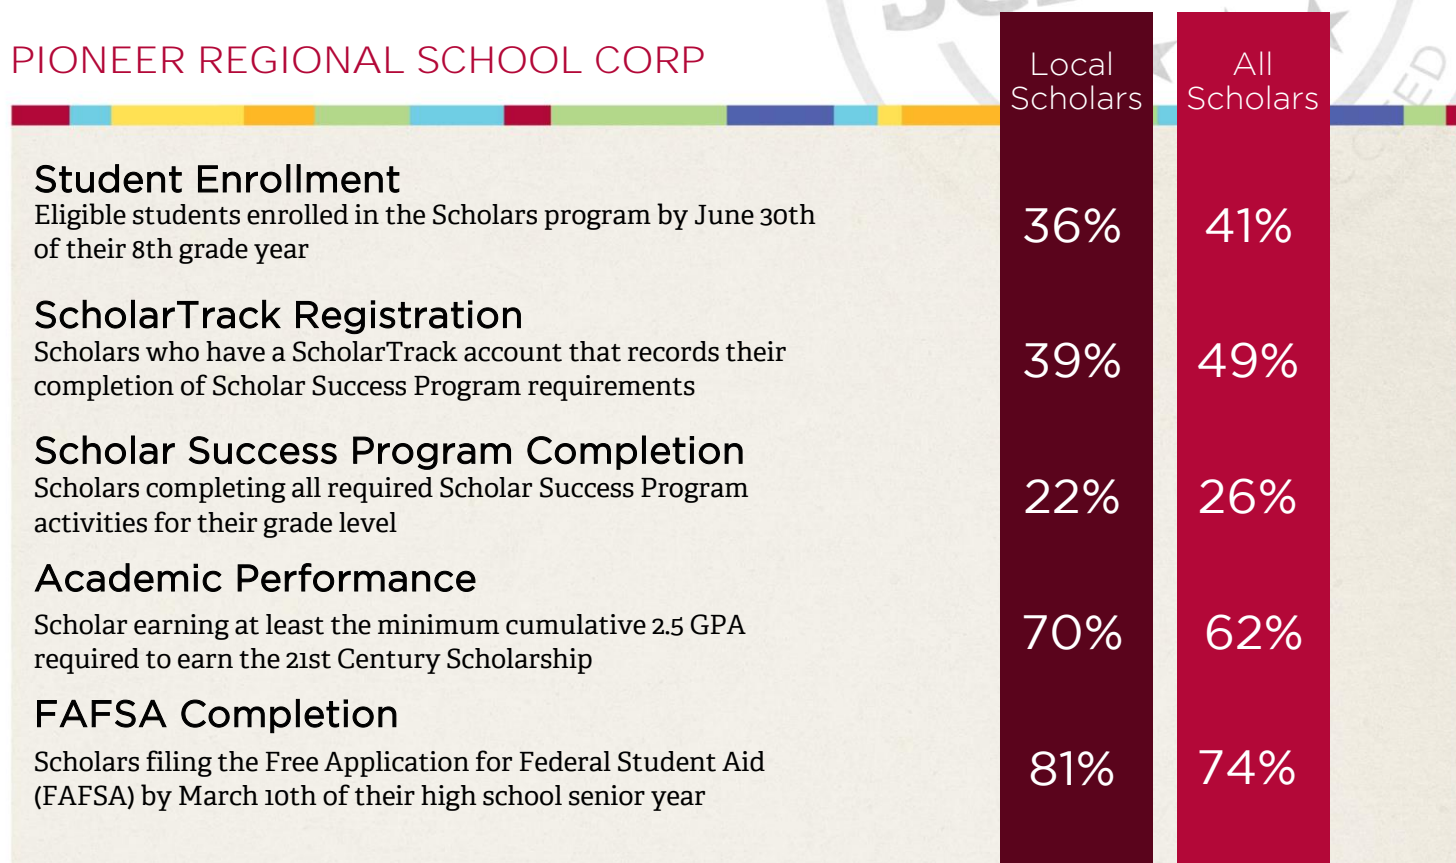 PIONEER REGIONAL SCHOOL CORP
Local
Scholars
All
Scholars
Student Enrollment
Eligible students enrolled in the Scholars program by June 30th
of their 8th grade year
36%
41%
ScholarTrack Registration
Scholars who have a ScholarTrack account that records their
completion of Scholar Success Program requirements
39%
49%
Scholar Success Program Completion
Scholars completing all required Scholar Success Program
activities for their grade level
22%
26%
Academic Performance
Scholar earning at least the minimum cumulative 2.5 GPA
required to earn the 21st Century Scholarship
70%
62%
FAFSA Completion
Scholars filing the Free Application for Federal Student Aid
(FAFSA) by March 10th of their high school senior year
81%
74%